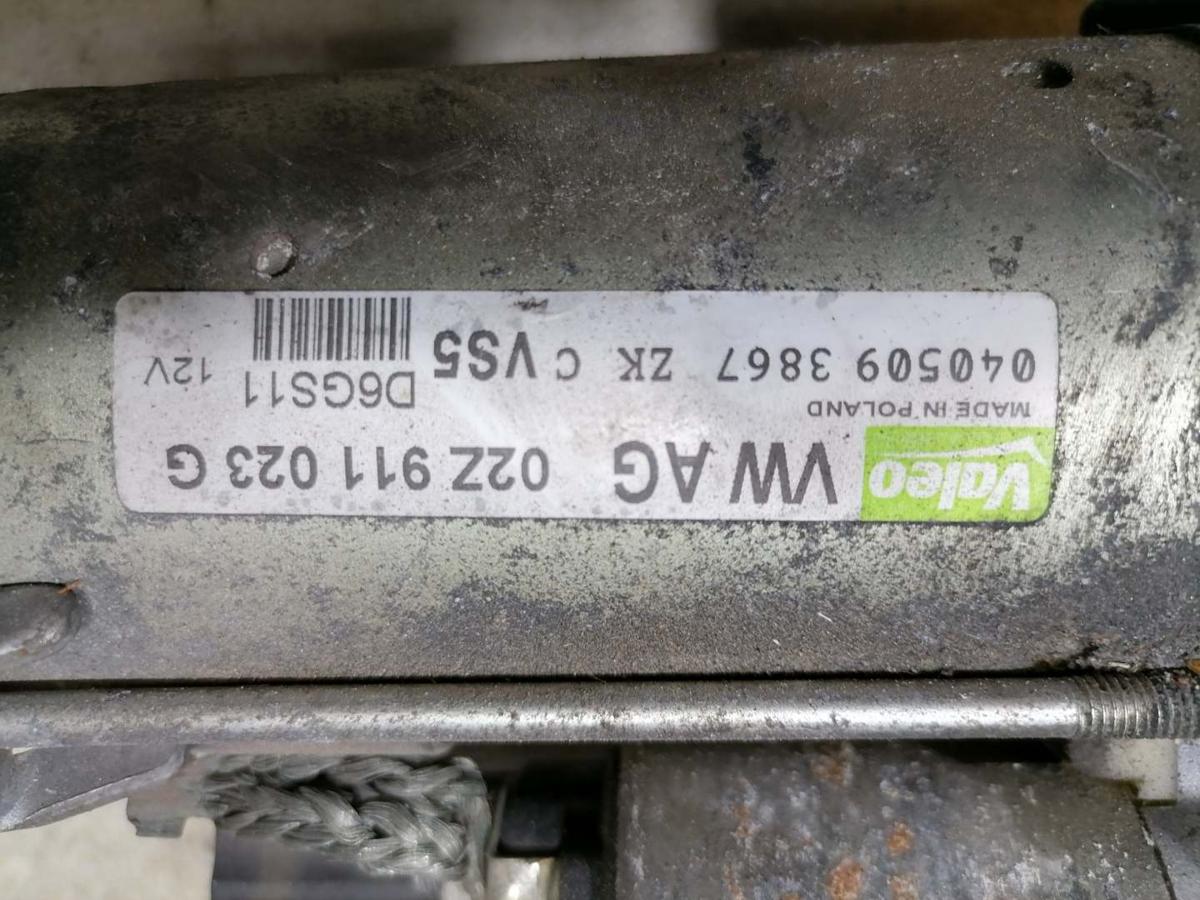 Valeo VW AG 02Z 911 023 G
MADE IN POLAND
D6GS11 12V
040509 3867 ZK C VS5